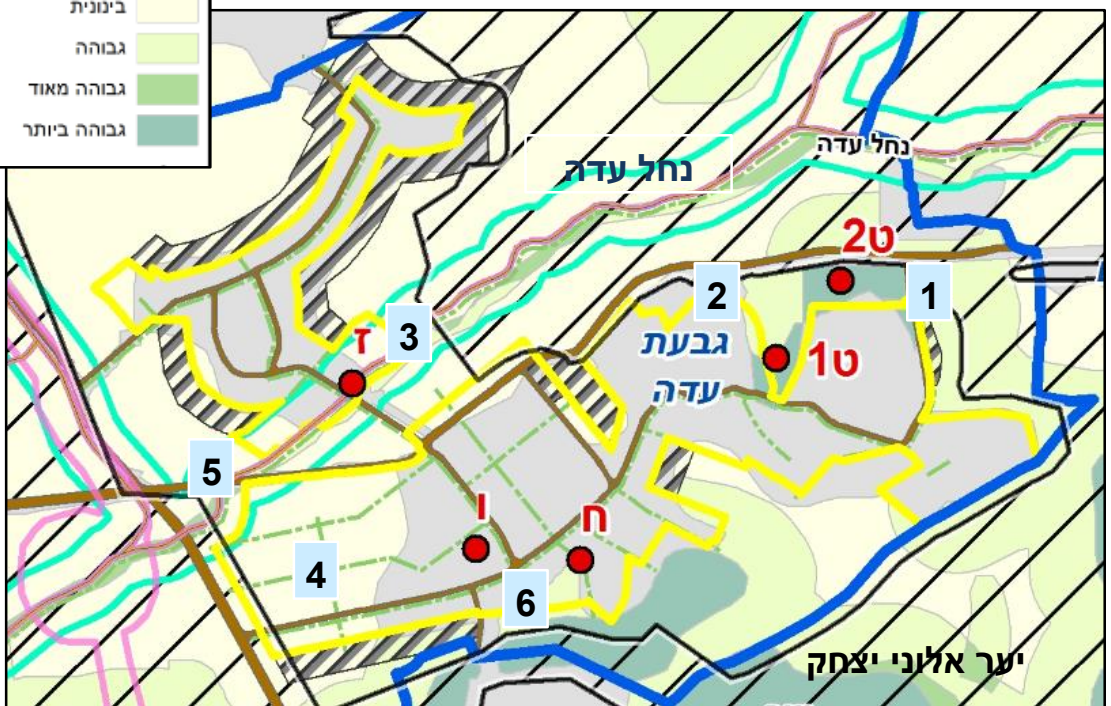 בינונית
גבוהה
גבוהה מאוד
גבוהה ביותר
נחל עדה
נחל עדה
ט2
2
1
3
ז
גבעת
עדה
ט1
5
ו
ח
4
6
יער אלוני יצחק